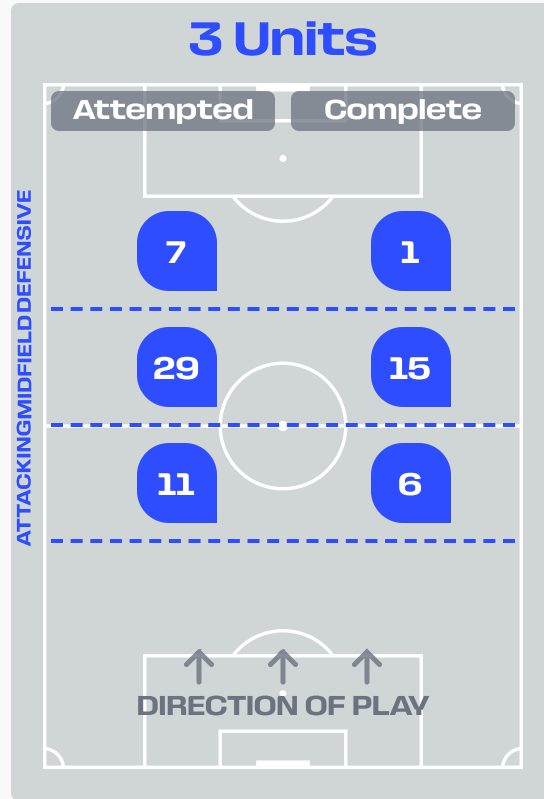 3 Units
Attempted Complete
7 1
29 15
11 6
ATTACKING MIDFIELD DEFENSIVE
DIRECTION OF PLAY